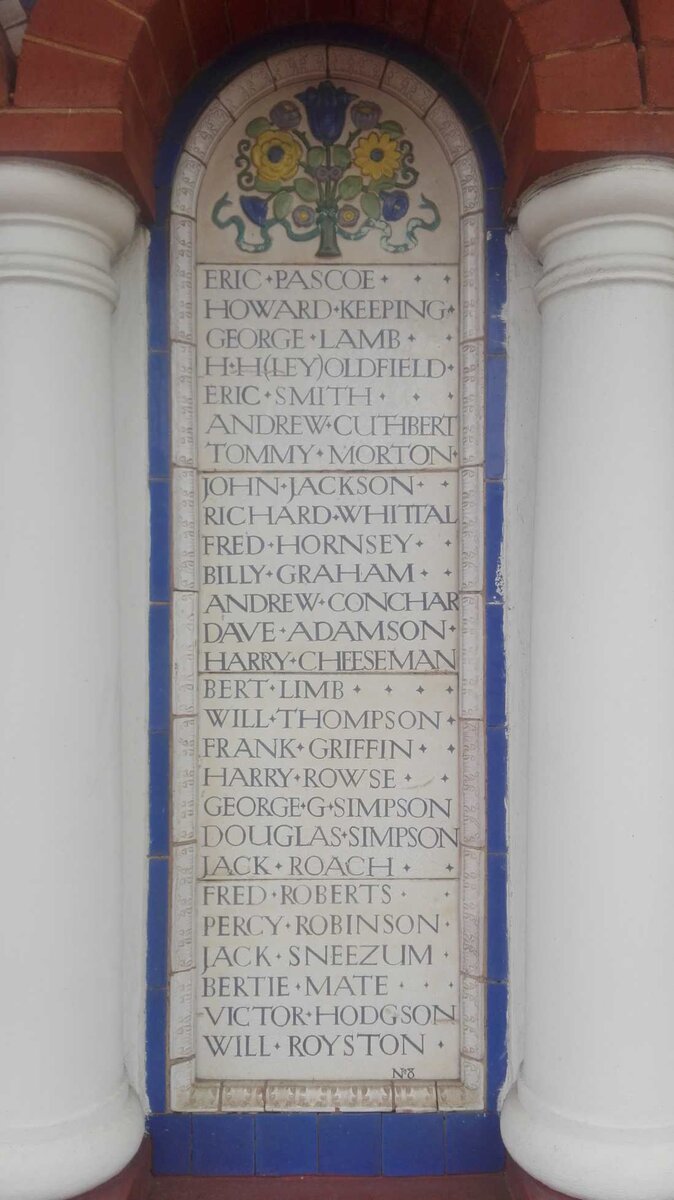 ERIC · PASCOE · · ·
HOWARD · KEEPING ·
GEORGE · LAMB · ·
H · H(LEY)OLDFIELD ·
ERIC · SMITH · · ·
ANDREW · CUTHBERT
TOMMY · MORTON ·
JOHN · JACKSON · ·
RICHARD · WHITTAL
FRED · HORNSEY · ·
BILLY · GRAHAM · ·
ANDREW · CONCHAR
DAVE · ADAMSON ·
HARRY · CHEESEMAN
BERT · LIMB · · · ·
WILL · THOMPSON ·
FRANK · GRIFFIN · ·
HARRY · ROWSE · ·
GEORGE · G · SIMPSON
DOUGLAS · SIMPSON
JACK · ROACH · ·
FRED · ROBERTS · ·
PERCY · ROBINSON ·
JACK · SNEEZUM ·
BERTIE · MATE · · ·
VICTOR · HODGSON
WILL · ROYSTON ·
Nº8